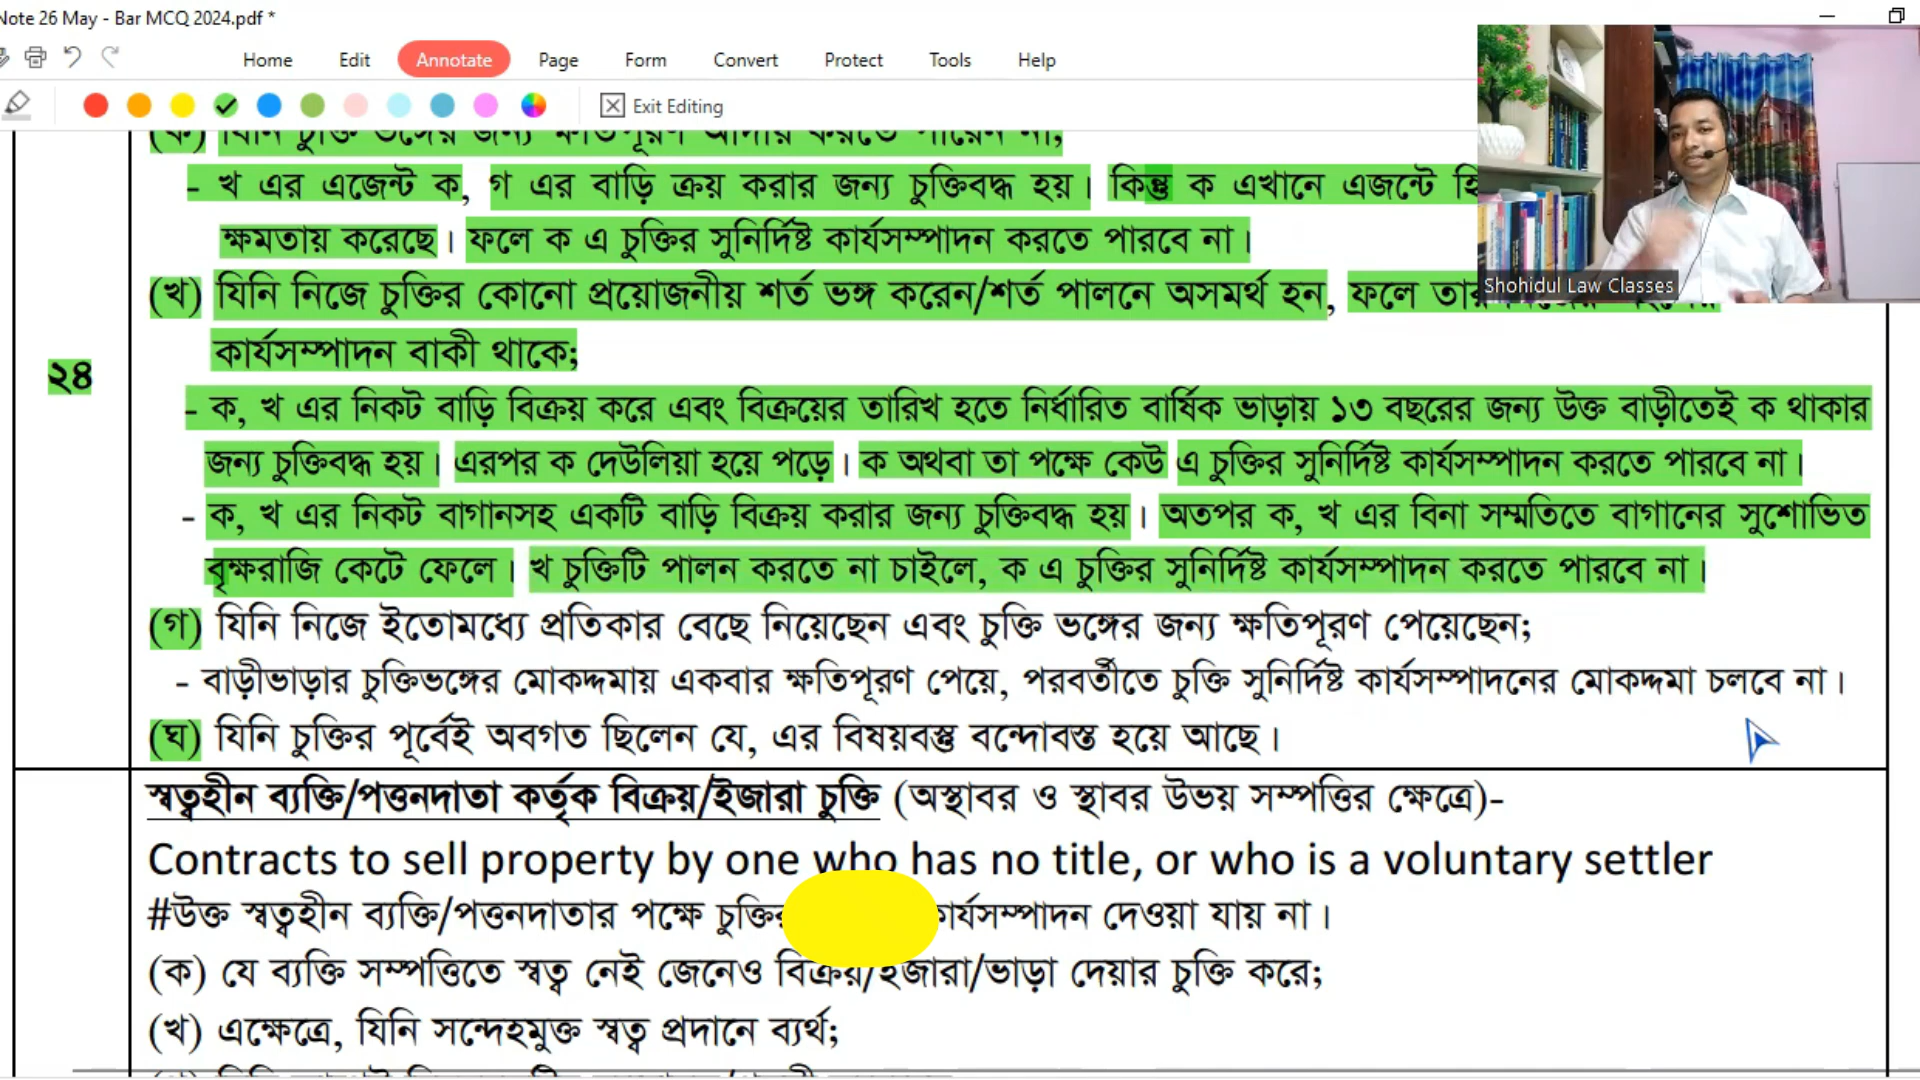 Note 26 May - Bar MCQ 2024.pdf *
Home Edit Annotate Page Form Convert Protect Tools Help
Exit Editing
(ক) যিনি চুক্তি ভঙ্গের জন্য ক্ষতিপূরণ আদায় করতে পারেন না;
- খ এর এজেন্ট ক, গ এর বাড়ি ক্রয় করার জন্য চুক্তিবদ্ধ হয়। কিন্তু ক এখানে এজন্টে হি
ক্ষমতায় করেছে। ফলে ক এ চুক্তির সুনির্দিষ্ট কার্যসম্পাদন করতে পারবে না।
(খ) যিনি নিজে চুক্তির কোনো প্রয়োজনীয় শর্ত ভঙ্গ করেন/শর্ত পালনে অসমর্থ হন, ফলে তার
Shohidul Law Classes
কার্যসম্পাদন বাকী থাকে;
২৪
- ক, খ এর নিকট বাড়ি বিক্রয় করে এবং বিক্রয়ের তারিখ হতে নির্ধারিত বার্ষিক ভাড়ায় ১৩ বছরের জন্য উক্ত বাড়ীতেই ক থাকার
জন্য চুক্তিবদ্ধ হয়। এরপর ক দেউলিয়া হয়ে পড়ে। ক অথবা তা পক্ষে কেউ এ চুক্তির সুনির্দিষ্ট কার্যসম্পাদন করতে পারবে না।
- ক, খ এর নিকট বাগানসহ একটি বাড়ি বিক্রয় করার জন্য চুক্তিবদ্ধ হয়। অতপর ক, খ এর বিনা সম্মতিতে বাগানের সুশোভিত
বৃক্ষরাজি কেটে ফেলে। খ চুক্তিটি পালন করতে না চাইলে, ক এ চুক্তির সুনির্দিষ্ট কার্যসম্পাদন করতে পারবে না।
(গ) যিনি নিজে ইতোমধ্যে প্রতিকার বেছে নিয়েছেন এবং চুক্তি ভঙ্গের জন্য ক্ষতিপূরণ পেয়েছেন;
- বাড়ীভাড়ার চুক্তিভঙ্গের মোকদ্দমায় একবার ক্ষতিপূরণ পেয়ে, পরবর্তীতে চুক্তি সুনির্দিষ্ট কার্যসম্পাদনের মোকদ্দমা চলবে না।
(ঘ) যিনি চুক্তির পূর্বেই অবগত ছিলেন যে, এর বিষয়বস্তু বন্দোবস্ত হয়ে আছে।
স্বত্বহীন ব্যক্তি/পত্তনদাতা কর্তৃক বিক্রয়/ইজারা চুক্তি (অস্থাবর ও স্থাবর উভয় সম্পত্তির ক্ষেত্রে)-
Contracts to sell property by one who has no title, or who is a voluntary settler
#উক্ত স্বত্বহীন ব্যক্তি/পত্তনদাতার পক্ষে চুক্তির কার্যসম্পাদন দেওয়া যায় না।
(ক) যে ব্যক্তি সম্পত্তিতে স্বত্ব নেই জেনেও বিক্রয়/ইজারা/ভাড়া দেয়ার চুক্তি করে;
(খ) এক্ষেত্রে, যিনি সন্দেহমুক্ত স্বত্ব প্রদানে ব্যর্থ;